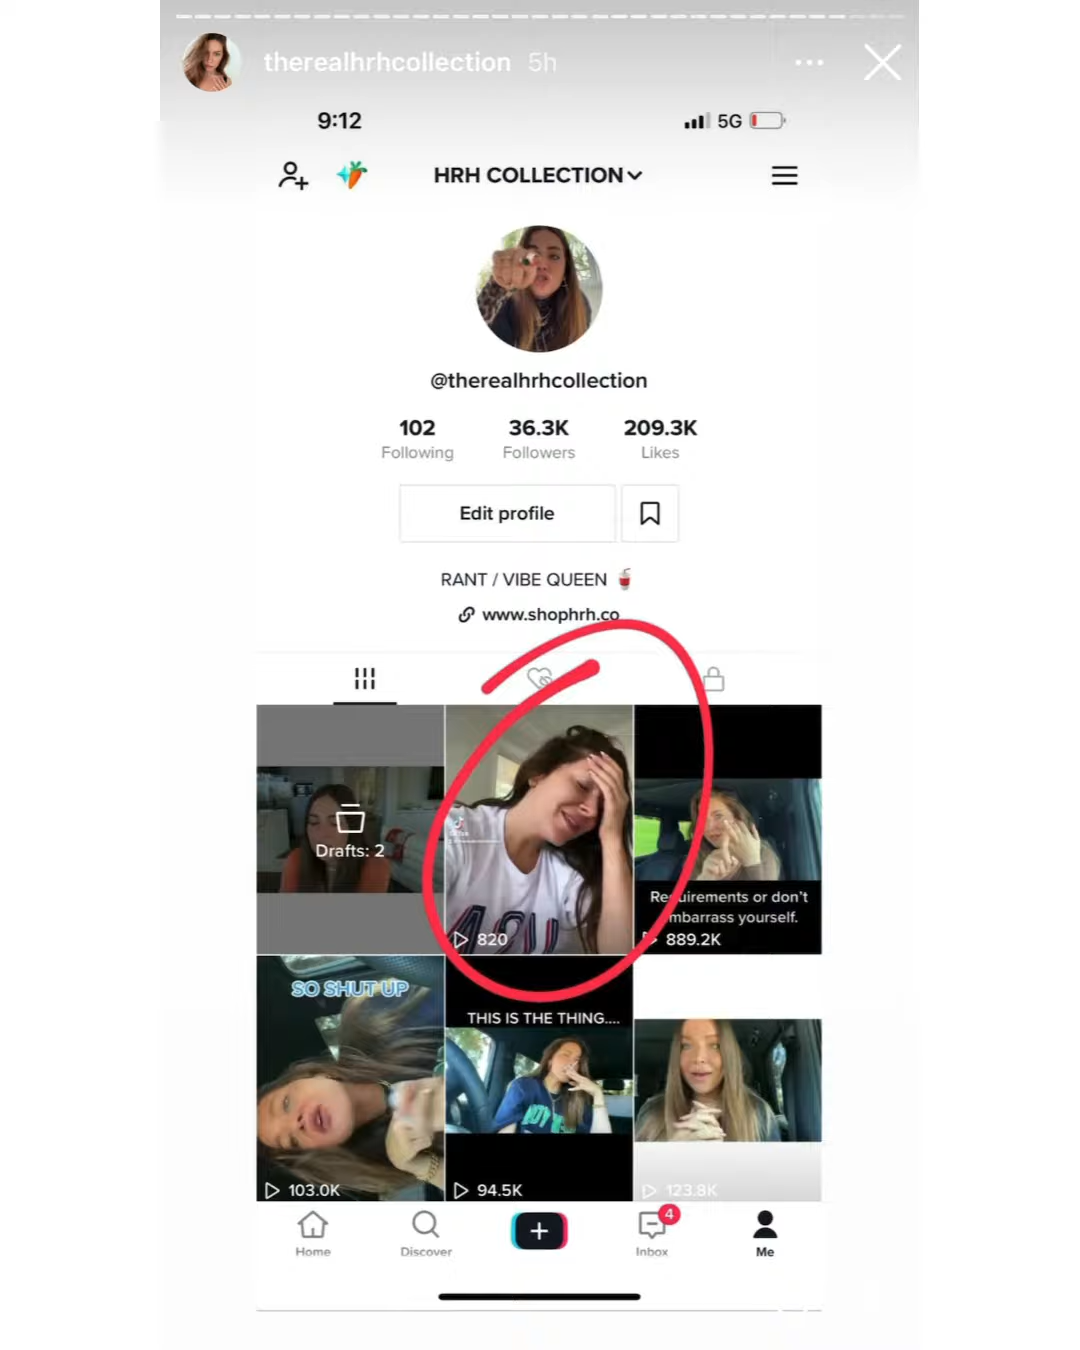 therealhrhcollection 5h
9:12
5G
HRH COLLECTION
@therealhrhcollection
102 36.3K 209.3K
Following Followers Likes
Edit profile
RANT / VIBE QUEEN
www.shophrh.co
Drafts: 2
820
Requirements or don't
embarrass yourself.
889.2K
SO SHUT UP
103.0K
THIS IS THE THING....
94.5K
123.8K
4
Home Discover Inbox Me